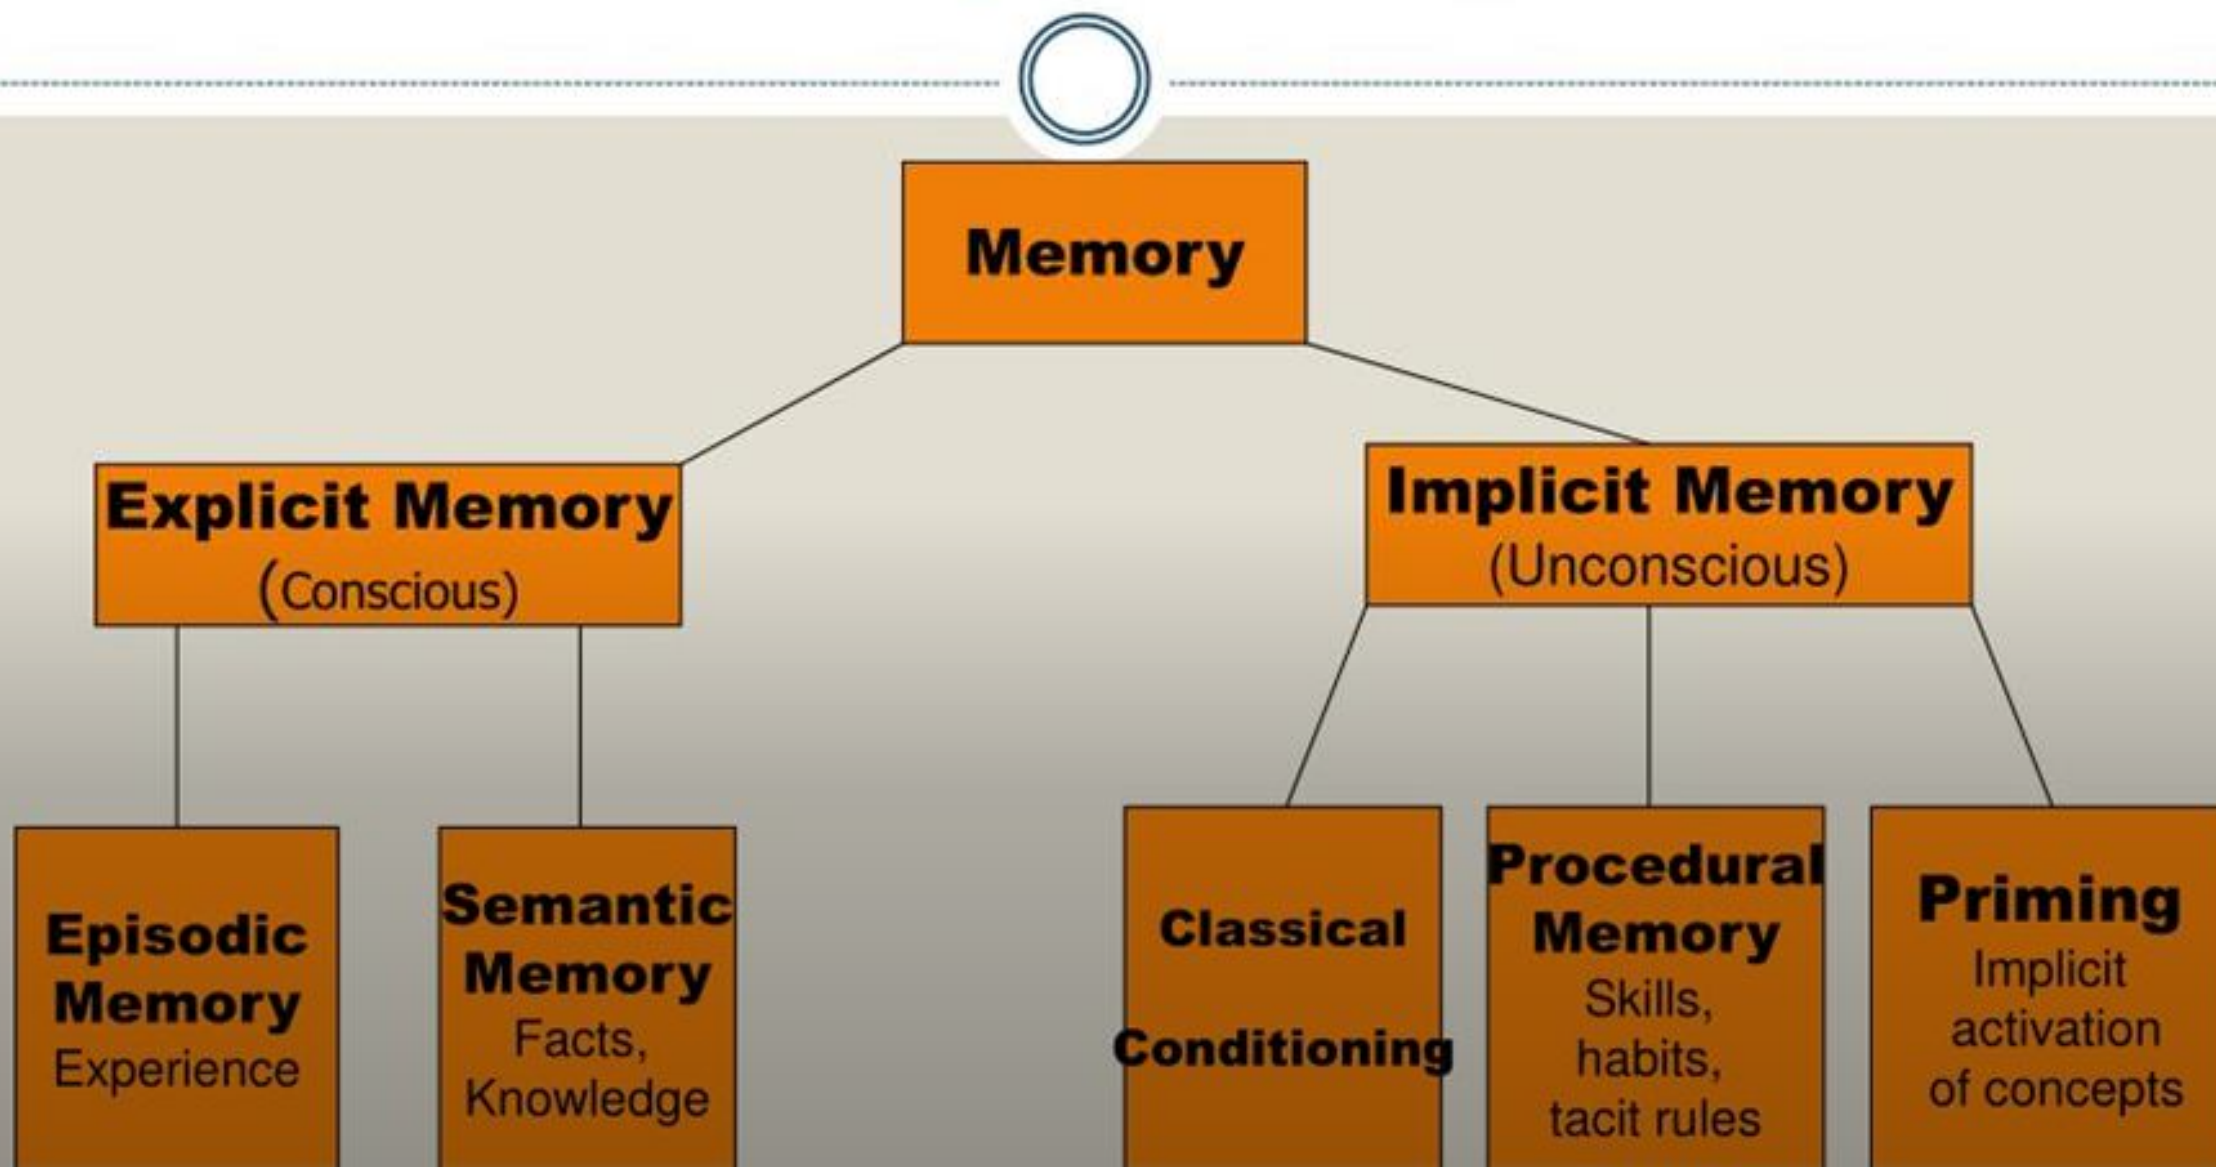 Memory
Explicit Memory
(Conscious)
Implicit Memory
(Unconscious)
Episodic
Memory
Experience
Semantic
Memory
Facts,
Knowledge
Classical
Conditioning
Procedural
Memory
Skills,
habits,
tacit rules
Priming
Implicit
activation
of concepts